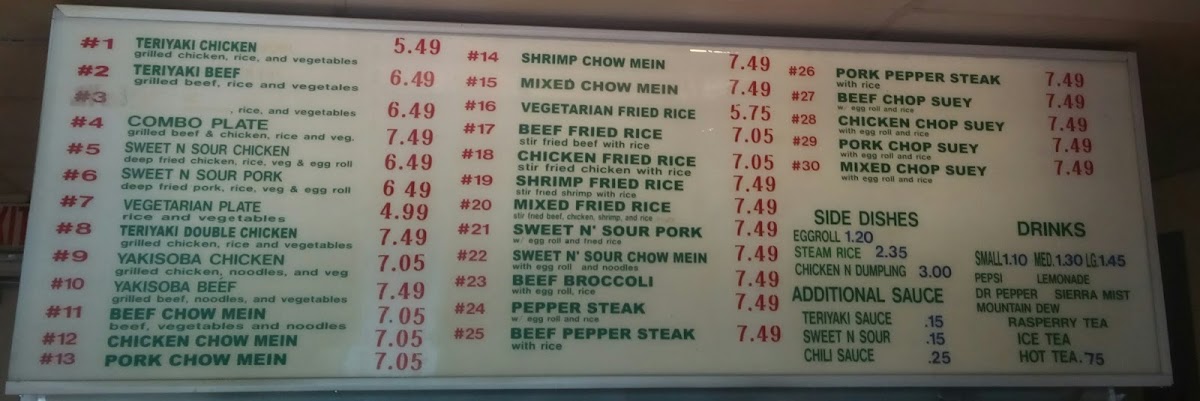 #1 TERIYAKI CHICKEN 5.49
grilled chicken, rice, and vegetables
#2 TERIYAKI BEEF 6.49
grilled beef, rice, and vegetales
#3 6.49
, rice, and vegetables
#4 COMBO PLATE 7.49
grilled beef & chicken, rice and veg.
#5 SWEET N SOUR CHICKEN 6.49
deep fried chicken, rice, veg & egg roll
#6 SWEET N SOUR PORK 6 49
deep fried pork, rice, veg & egg roll
#7 VEGETARIAN PLATE 4.99
rice and vegetables
#8 TERIYAKI DOUBLE CHICKEN 7.49
grilled chicken, rice and vegetables
#9 YAKISOBA CHICKEN 7.05
grilled chicken, noodles, and veg
#10 YAKISOBA BEEF 7.49
grilled beef, noodles, and vegetables
#11 BEEF CHOW MEIN 7.05
beef, vegetables and noodles
#12 CHICKEN CHOW MEIN 7.05
#13 PORK CHOW MEIN 7.05
#14 SHRIMP CHOW MEIN 7.49
#15 MIXED CHOW MEIN 7.49
#16 VEGETARIAN FRIED RICE 5.75
#17 BEEF FRIED RICE 7.05
stir fried beef with rice
#18 CHICKEN FRIED RICE 7.05
stir fried chicken with rice
#19 SHRIMP FRIED RICE 7.49
stir fried shrimp with rice
#20 MIXED FRIED RICE 7.49
stir fried beef, chicken, shrimp, and rice
#21 SWEET N' SOUR PORK 7.49
w/ egg roll and fried rice
#22 SWEET N' SOUR CHOW MEIN 7.49
with egg roll and noodles
#23 BEEF BROCCOLI 7.49
with egg roll, rice
#24 PEPPER STEAK 7.49
w/ egg roll and rice
#25 BEEF PEPPER STEAK 7.49
with rice
#26 PORK PEPPER STEAK 7.49
with rice
#27 BEEF CHOP SUEY 7.49
w/ egg roll and rice
#28 CHICKEN CHOP SUEY 7.49
with egg roll and rice
#29 PORK CHOP SUEY 7.49
with egg roll and rice
#30 MIXED CHOP SUEY 7.49
with egg roll and rice
SIDE DISHES
EGGROLL 1.20
STEAM RICE 2.35
CHICKEN N DUMPLING 3.00
ADDITIONAL SAUCE
TERIYAKI SAUCE .15
SWEET N SOUR .15
CHILI SAUCE .25
DRINKS
SMALL 1.10 MED. 1.30 LG. 1.45
PEPSI LEMONADE
DR PEPPER SIERRA MIST
MOUNTAIN DEW
RASPERRY TEA
ICE TEA
HOT TEA .75